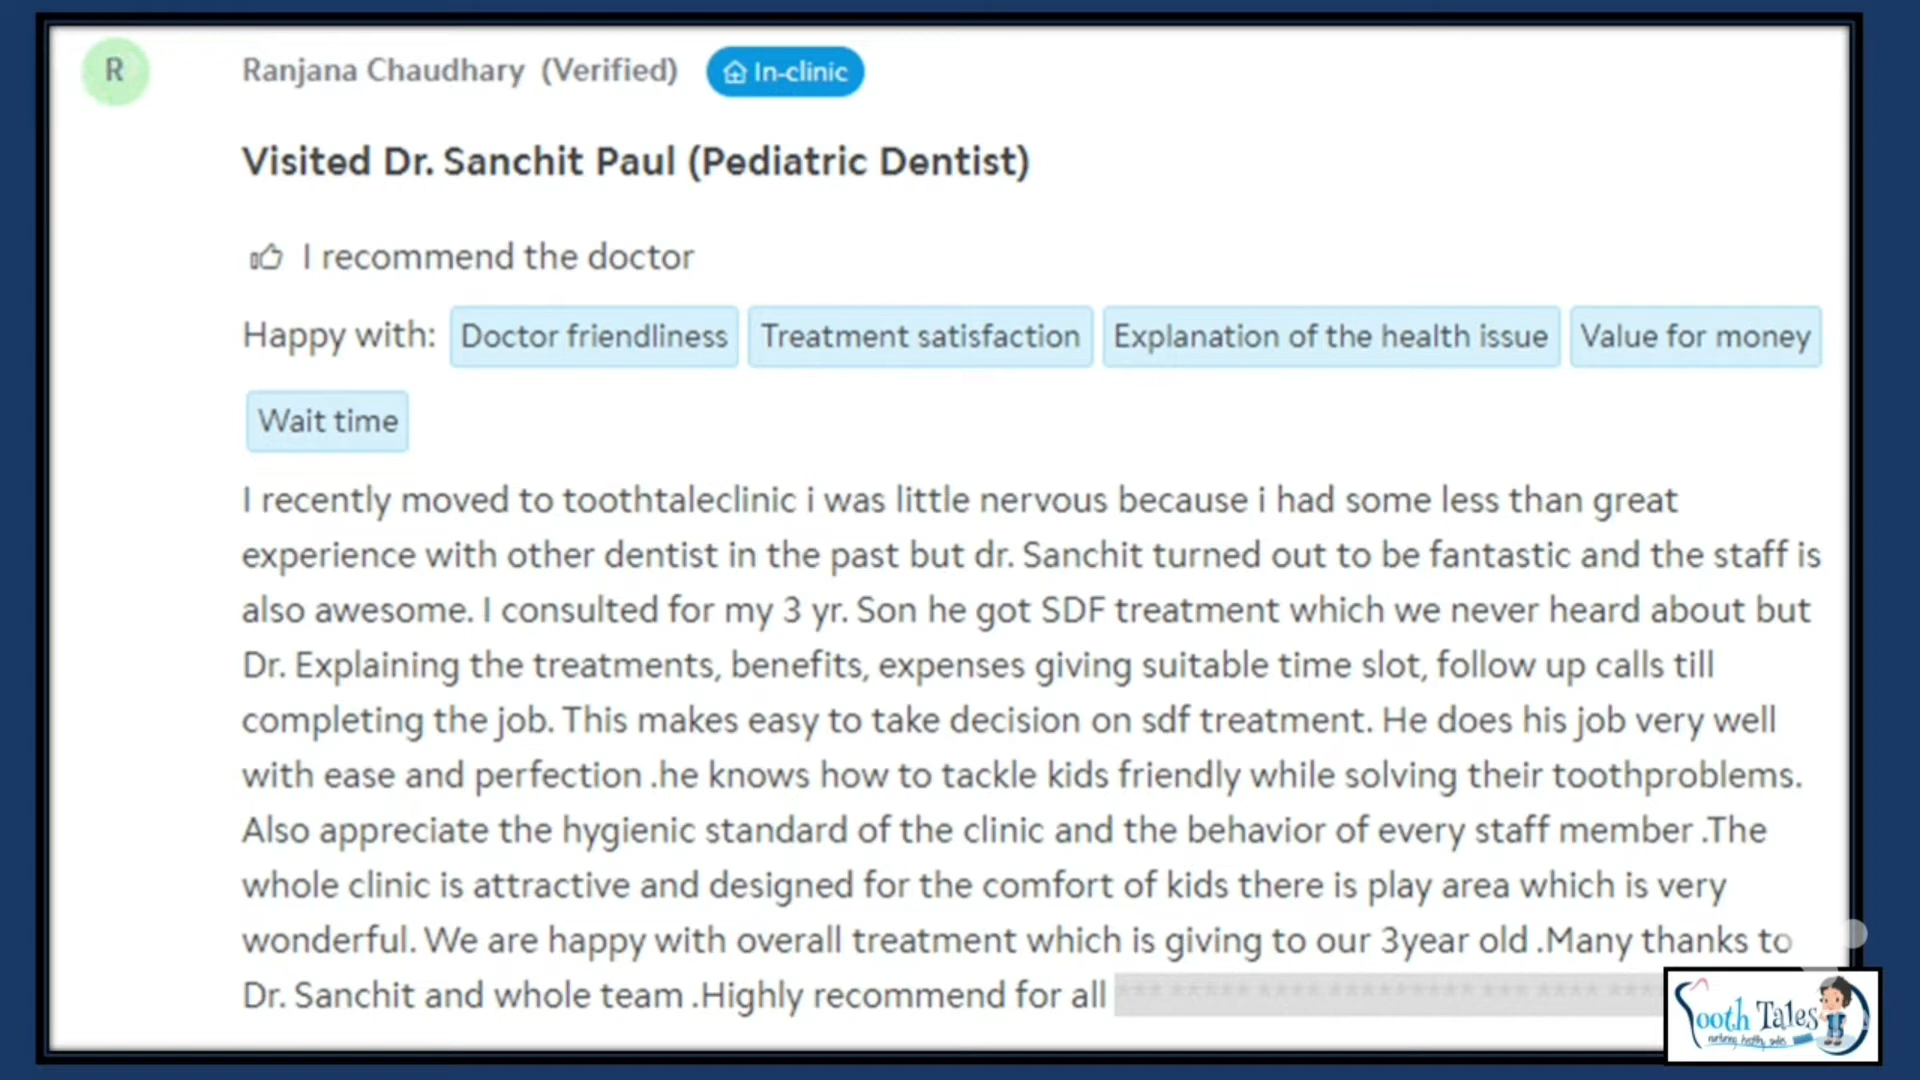 R
Ranjana Chaudhary (Verified) In-clinic
Visited Dr. Sanchit Paul (Pediatric Dentist)
I recommend the doctor
Happy with: Doctor friendliness Treatment satisfaction Explanation of the health issue Value for money
Wait time
I recently moved to toothtaleclinic i was little nervous because i had some less than great
experience with other dentist in the past but dr. Sanchit turned out to be fantastic and the staff is
also awesome. I consulted for my 3 yr. Son he got SDF treatment which we never heard about but
Dr. Explaining the treatments, benefits, expenses giving suitable time slot, follow up calls till
completing the job. This makes easy to take decision on sdf treatment. He does his job very well
with ease and perfection .he knows how to tackle kids friendly while solving their toothproblems.
Also appreciate the hygienic standard of the clinic and the behavior of every staff member .The
whole clinic is attractive and designed for the comfort of kids there is play area which is very
wonderful. We are happy with overall treatment which is giving to our 3year old .Many thanks to
Dr. Sanchit and whole team .Highly recommend for all
Tooth Tales